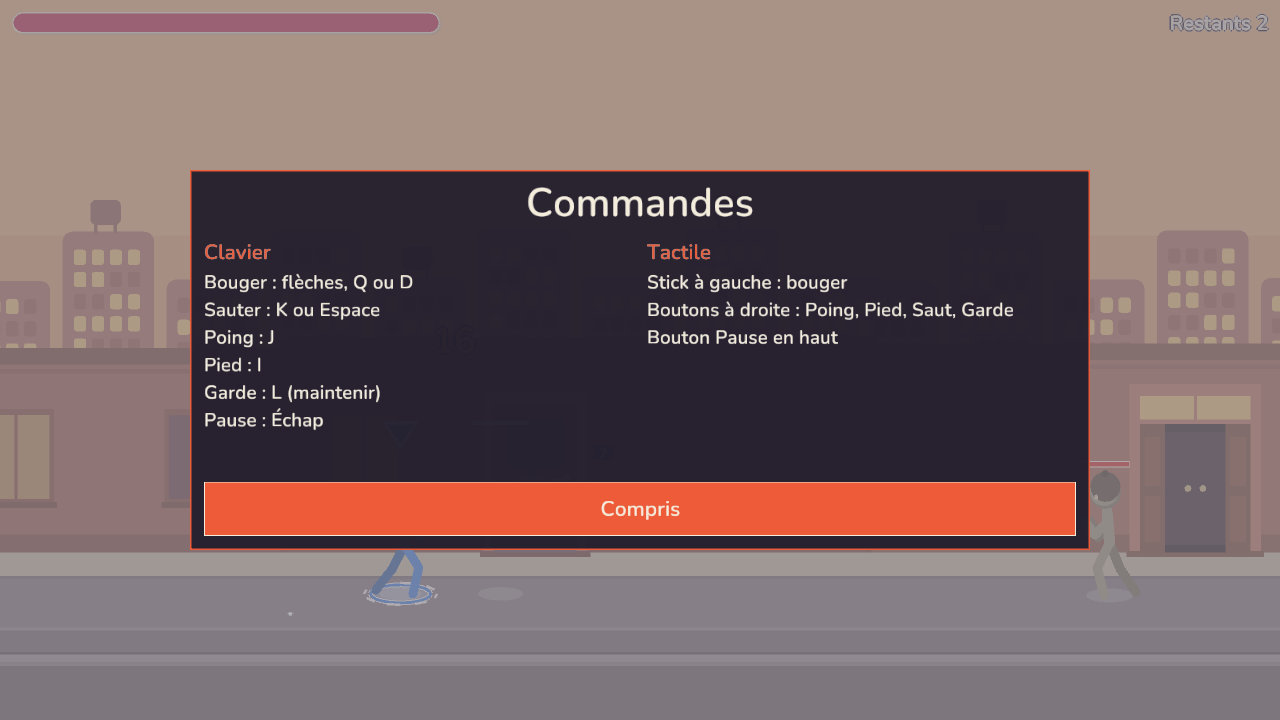 Restants 2
Commandes
Clavier
Bouger : flèches, Q ou D
Sauter : K ou Espace
Poing : J
Pied : I
Garde : L (maintenir)
Pause : Échap
Tactile
Stick à gauche : bouger
Boutons à droite : Poing, Pied, Saut, Garde
Bouton Pause en haut
Compris